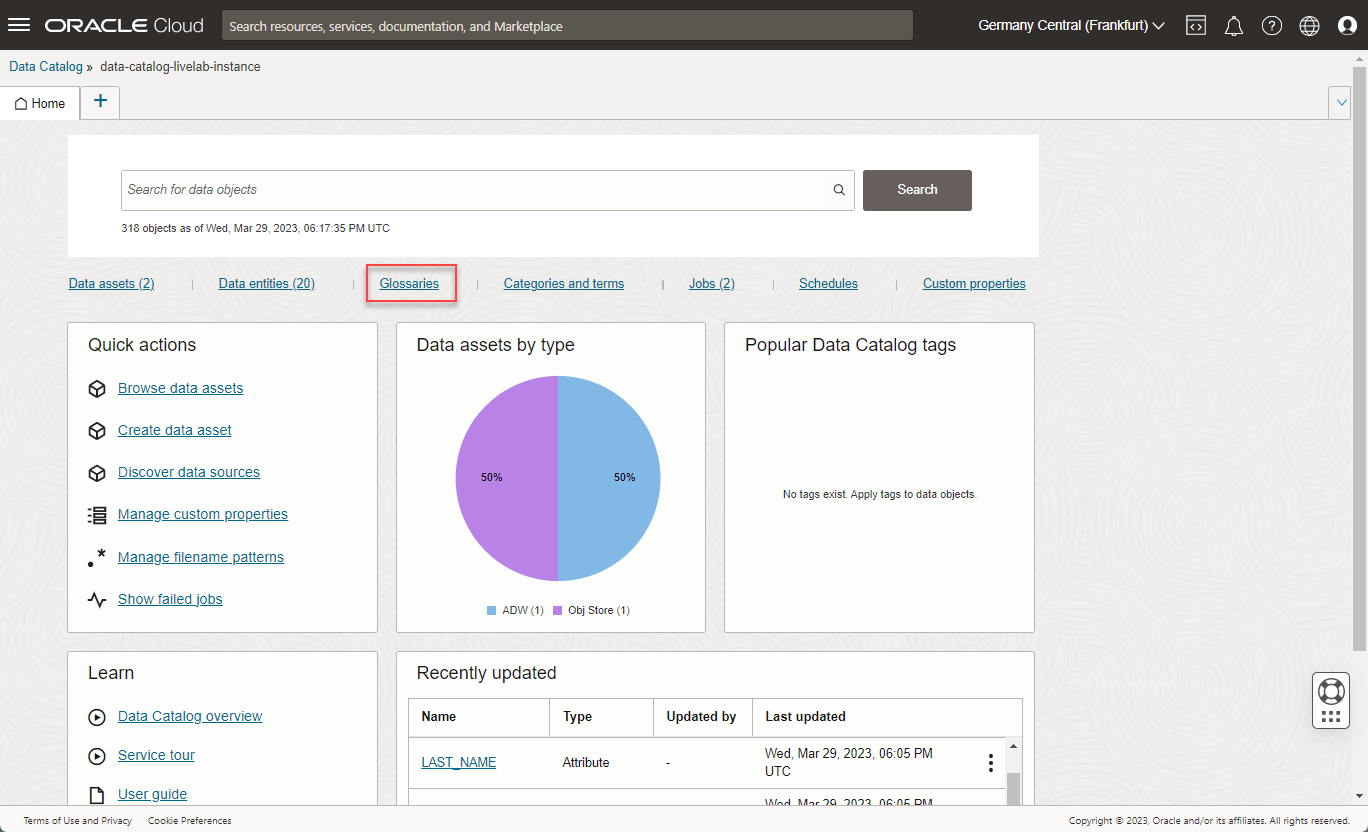 ORACLE Cloud
Search resources, services, documentation, and Marketplace
Germany Central (Frankfurt)
Data Catalog » data-catalog-livelab-instance
Home
Search for data objects
Search
318 objects as of Wed, Mar 29, 2023, 06:17:35 PM UTC
Data assets (2) | Data entities (20) | Glossaries | Categories and terms | Jobs (2) | Schedules | Custom properties
Quick actions
Browse data assets
Create data asset
Discover data sources
Manage custom properties
Manage filename patterns
Show failed jobs
Data assets by type
50% 50%
ADW (1) Obj Store (1)
Popular Data Catalog tags
No tags exist. Apply tags to data objects.
Learn
Data Catalog overview
Service tour
User guide
Recently updated
Name Type Updated by Last updated
LAST_NAME Attribute - Wed, Mar 29, 2023, 06:05 PM
UTC
Wed, Mar 29, 2023, 06:05 PM
Terms of Use and Privacy Cookie Preferences
Copyright © 2023, Oracle and/or its affiliates. All rights reserved.